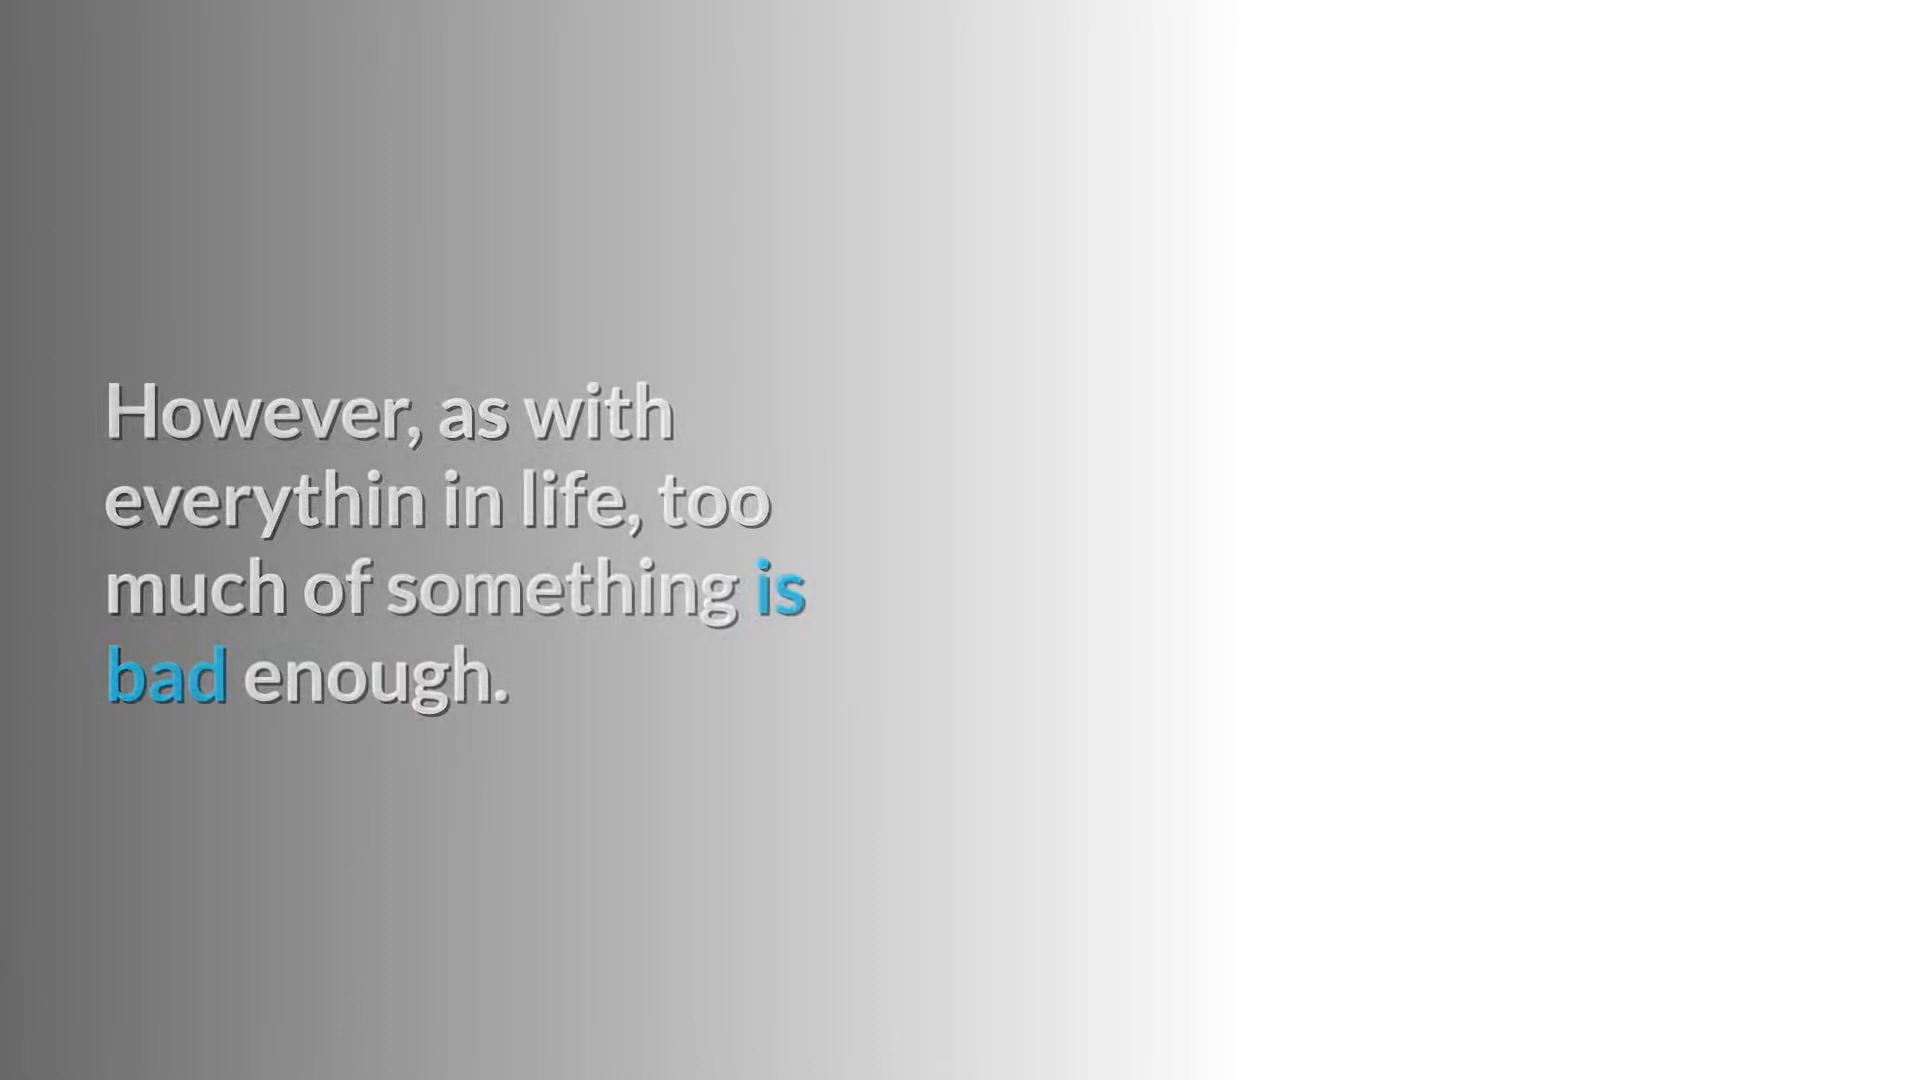 However, as with
everythin in life, too
much of something is
bad enough.